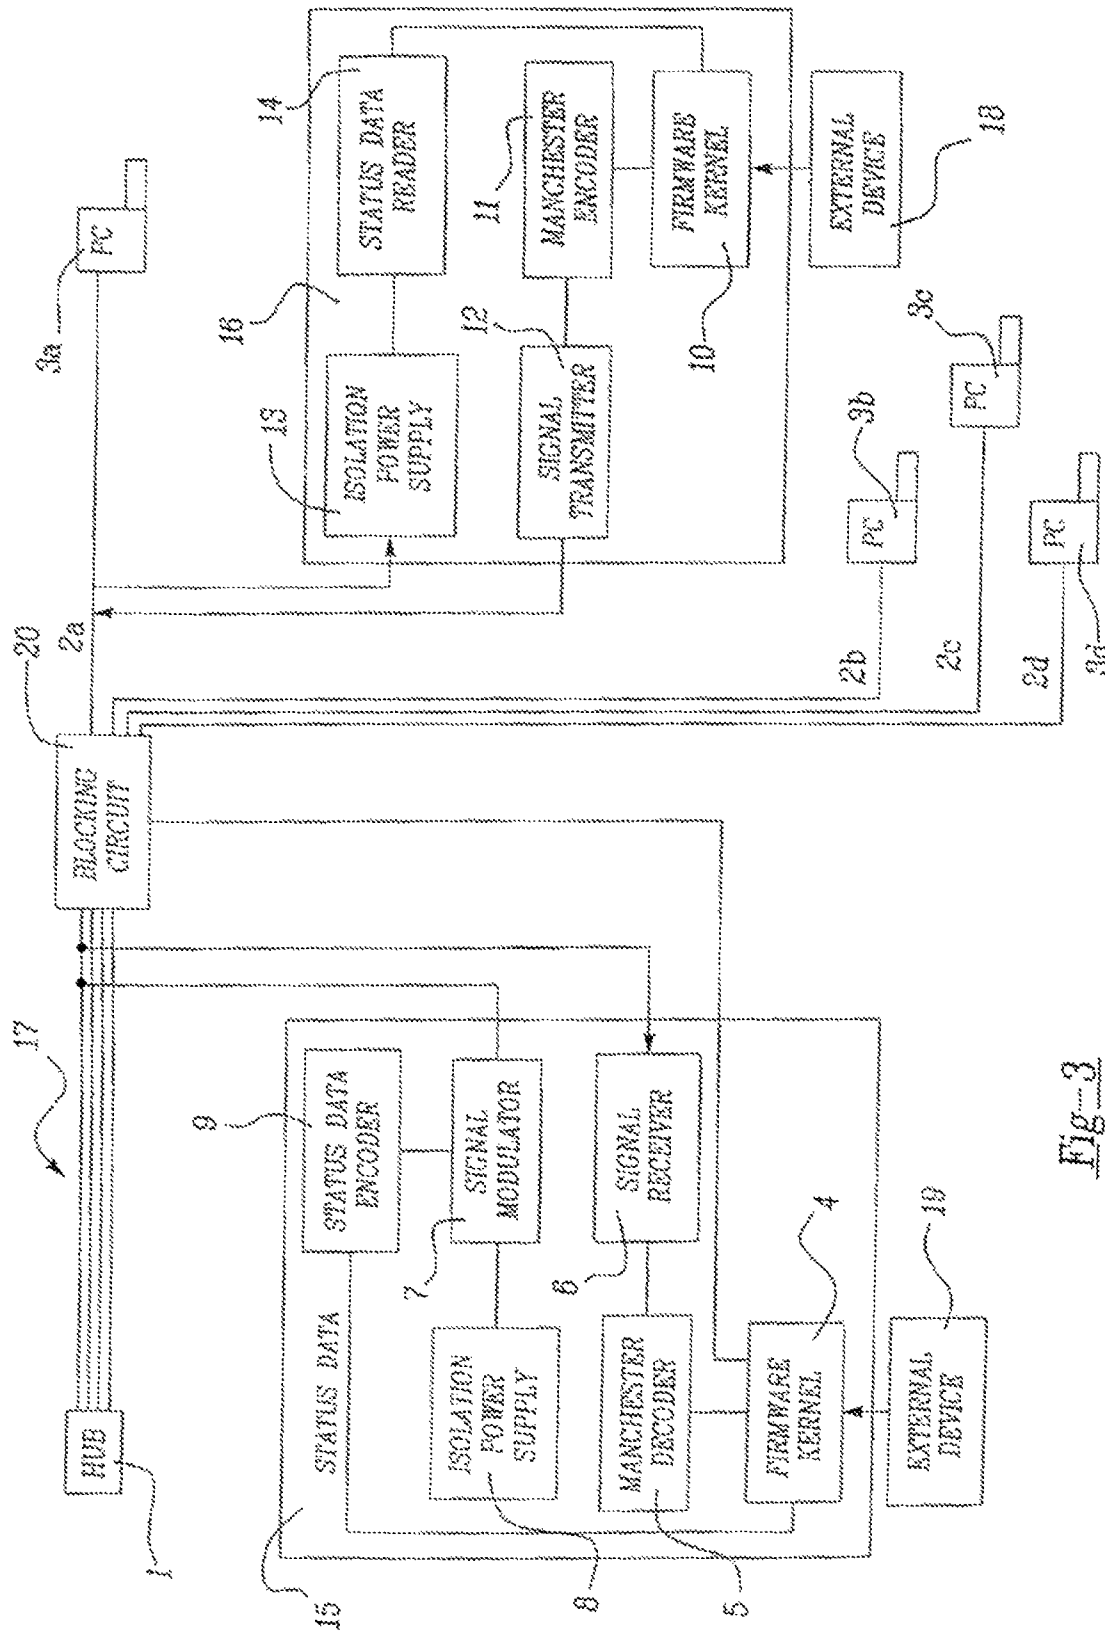 17
HUB
1
BLOCKING
CIRCUIT
20
2a
PC
3a
15
STATUS DATA
STATUS DATA
ENCODER
9
SIGNAL
MODULATOR
7
ISOLATION
POWER
SUPPLY
8
SIGNAL
RECEIVER
6
MANCHESTER
DECODER
5
FIRMWARE
KERNEL
4
EXTERNAL
DEVICE
19
16
ISOLATION
POWER
SUPPLY
13
STATUS DATA
READER
14
SIGNAL
TRANSMITTER
12
MANCHESTER
ENCODER
11
FIRMWARE
KERNEL
10
EXTERNAL
DEVICE
18
2b
PC
3b
2c
PC
3c
2d
PC
3d
Fig-3